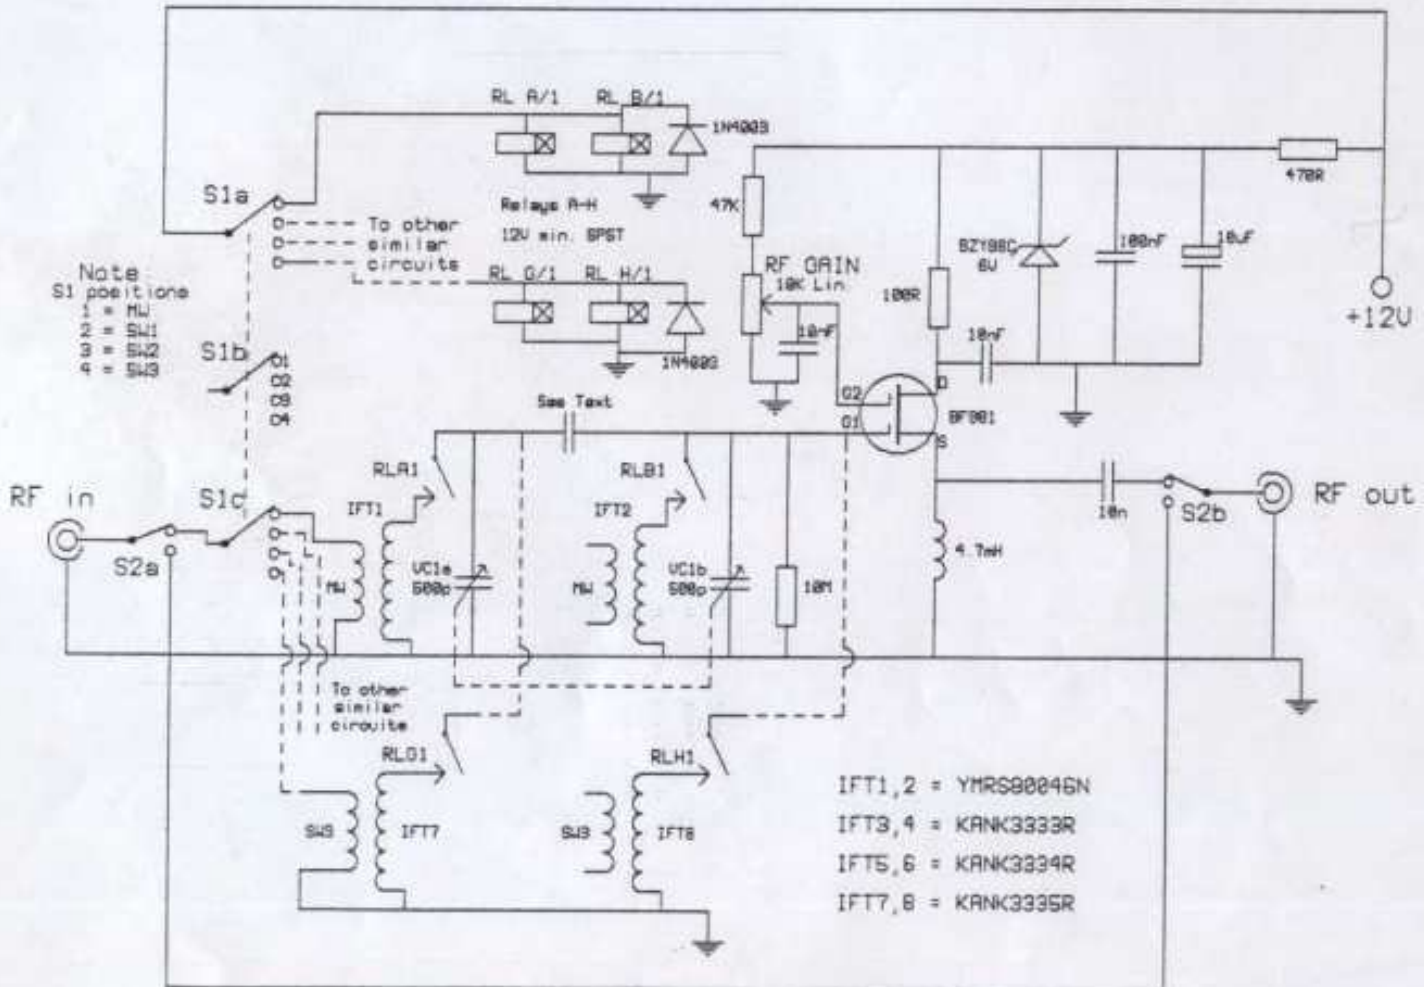 RL A/1
RL B/1
1N4003
S1a
To other
similar
circuits
Relays A-H
12V min. SPST
47K
470R
BZY88C
6V
100nF
10uF
RF GAIN
10K Lin
100R
10nF
10nF
+12V
Note
S1 positions
1 = MW
2 = SW1
3 = SW2
4 = SW3
RL G/1
RL H/1
1N4003
S1b
O1
O2
O3
O4
See Text
G2
G1
D
S
BF981
RF in
S1c
S2a
RLA1
IFT1
MW
VC1a
500p
RLB1
IFT2
MW
VC1b
500p
10M
4.7mH
10n
S2b
RF out
To other
similar
circuits
RLG1
SW3
IFT7
RLH1
SW3
IFT8
IFT1,2 = YMRS80046N
IFT3,4 = KANK3333R
IFT5,6 = KANK3334R
IFT7,8 = KANK3335R